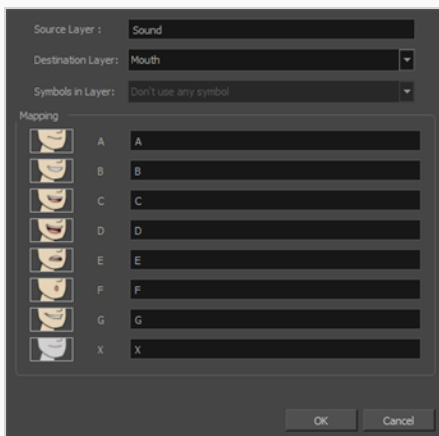 Source Layer : Sound
Destination Layer: Mouth
Symbols in Layer: Don't use any symbol
Mapping
A A
B B
C C
D D
E E
F F
G G
X X
OK Cancel